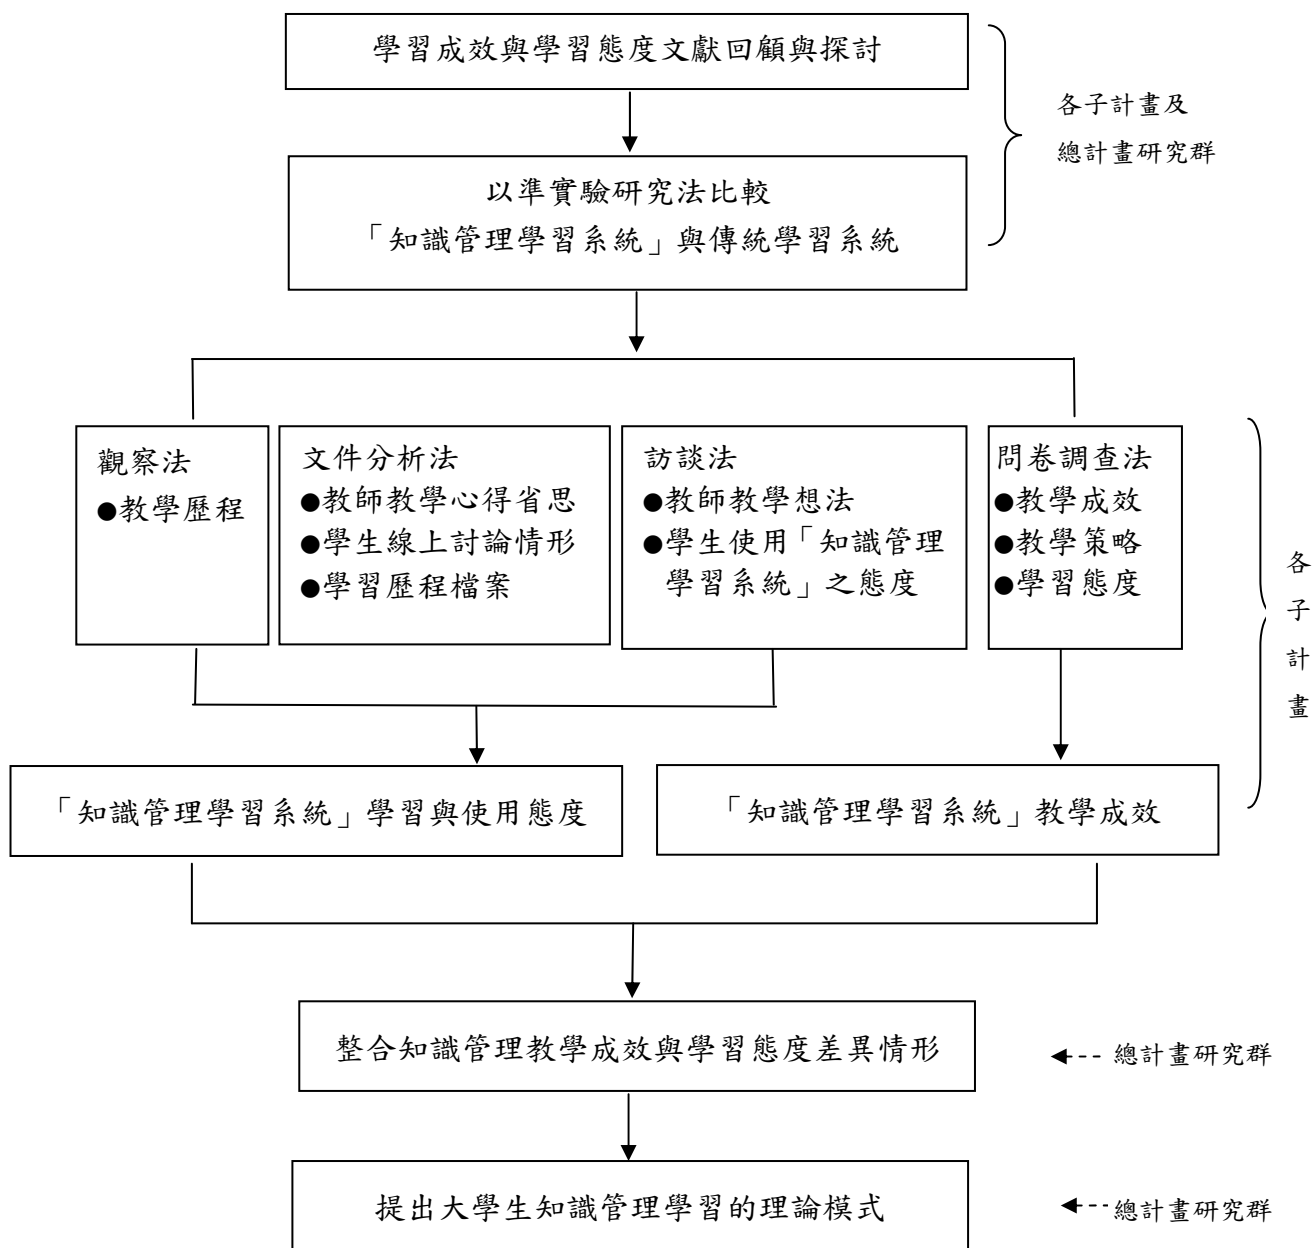 學習成效與學習態度文獻回顧與探討
各子計畫及
總計畫研究群
以準實驗研究法比較
「知識管理學習系統」與傳統學習系統
觀察法
●教學歷程
文件分析法
●教師教學心得省思
●學生線上討論情形
●學習歷程檔案
訪談法
●教師教學想法
●學生使用「知識管理
學習系統」之態度
問卷調查法
●教學成效
●教學策略
●學習態度
各
子
計
畫
「知識管理學習系統」學習與使用態度
「知識管理學習系統」教學成效
整合知識管理教學成效與學習態度差異情形
總計畫研究群
提出大學生知識管理學習的理論模式
總計畫研究群